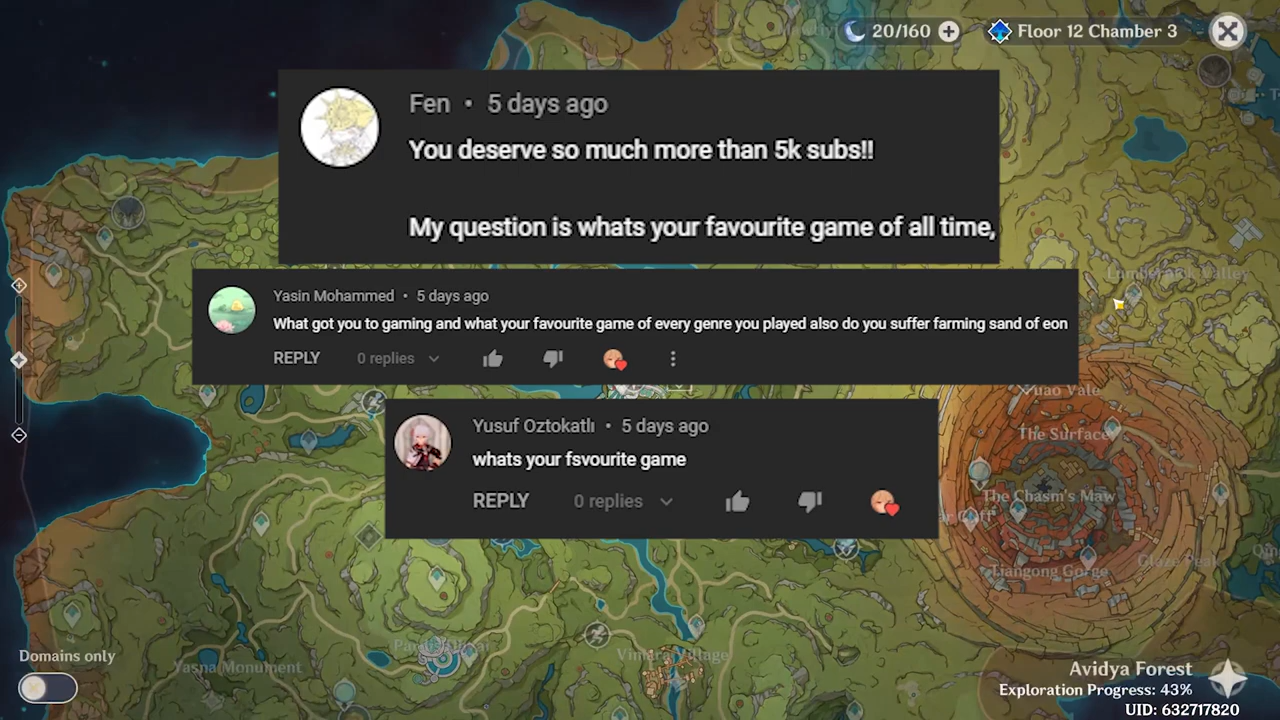 20/160
Floor 12 Chamber 3
Fen • 5 days ago
You deserve so much more than 5k subs!!
My question is whats your favourite game of all time,
Yasin Mohammed • 5 days ago
What got you to gaming and what your favourite game of every genre you played also do you suffer farming sand of eon
REPLY 0 replies
Yusuf Oztokatlı • 5 days ago
whats your fsvourite game
REPLY 0 replies
Valley
Vale
The Surface
The Chasm's Maw
Tiangong Gorge
Glaze Peak
Vimara Village
Yasna Monument
Domains only
Avidya Forest
Exploration Progress: 43%
UID: 632717820